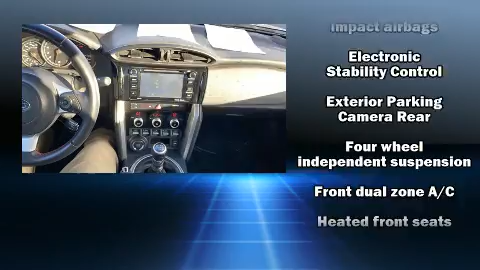 impact airbags
Electronic
Stability Control
Exterior Parking
Camera Rear
Four wheel
independent suspension
Front dual zone A/C
Heated front seats